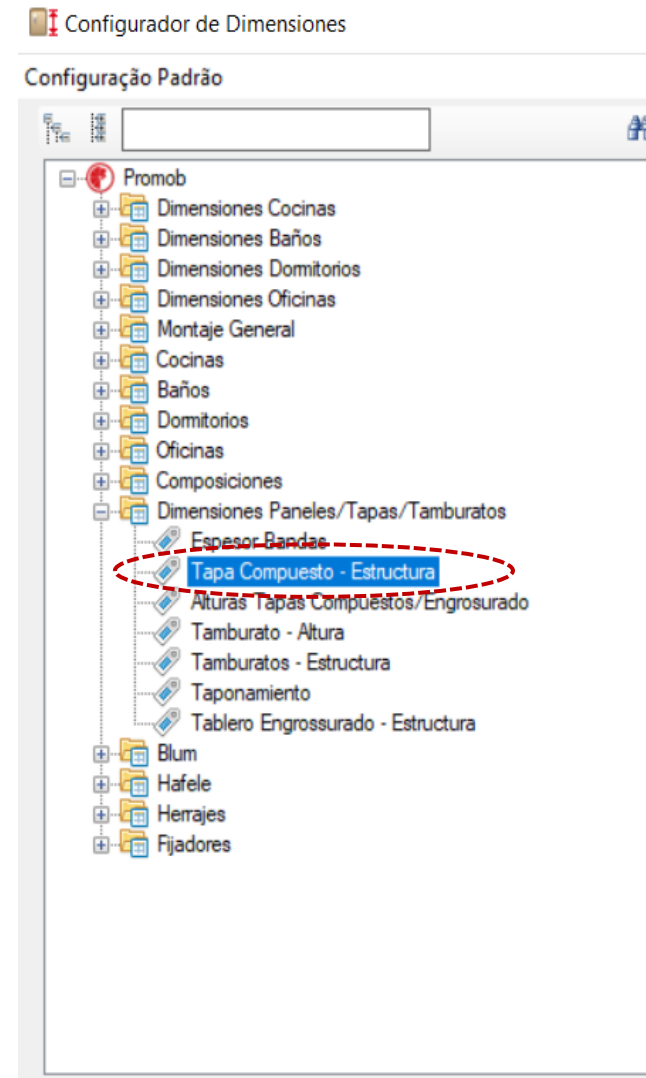 Configurador de Dimensiones
Configuração Padrão
Promob
Dimensiones Cocinas
Dimensiones Baños
Dimensiones Dormitorios
Dimensiones Oficinas
Montaje General
Cocinas
Baños
Dormitorios
Oficinas
Composiciones
Dimensiones Paneles/Tapas/Tamburatos
Espesor Bandas
Tapa Compuesto - Estructura
Alturas Tapas Compuestos/Engrosurado
Tamburato - Altura
Tamburatos - Estructura
Taponamiento
Tablero Engrossurado - Estructura
Blum
Hafele
Herrajes
Fijadores